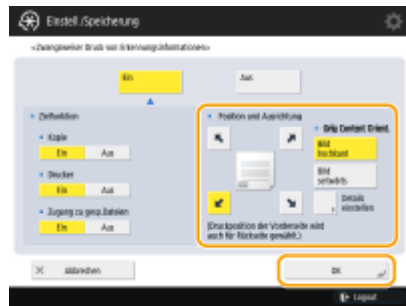 Einstell./Speicherung
<Zwangsweiser Druck von Erkennungsinformationen>
Ein
Aus
Zielfunktion
Kopie
Ein
Aus
Drucker
Ein
Aus
Zugang zu gesp.Dateien
Ein
Aus
Position und Ausrichtung
Orig Content Orient.
Bild
hochkant
Bild
seitwärts
Details
einstellen
(Druckposition der Vorderseite wird
auch für Rückseite gewählt.)
Abbrechen
OK
Logout